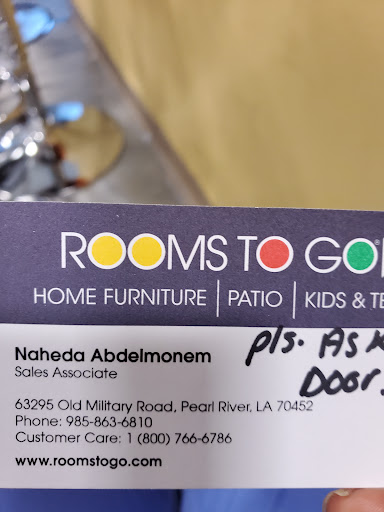 ROOMS TO GO
HOME FURNITURE | PATIO | KIDS & TE
pls. Ask
Door
Naheda Abdelmonem
Sales Associate
63295 Old Military Road, Pearl River, LA 70452
Phone: 985-863-6810
Customer Care: 1 (800) 766-6786
www.roomstogo.com